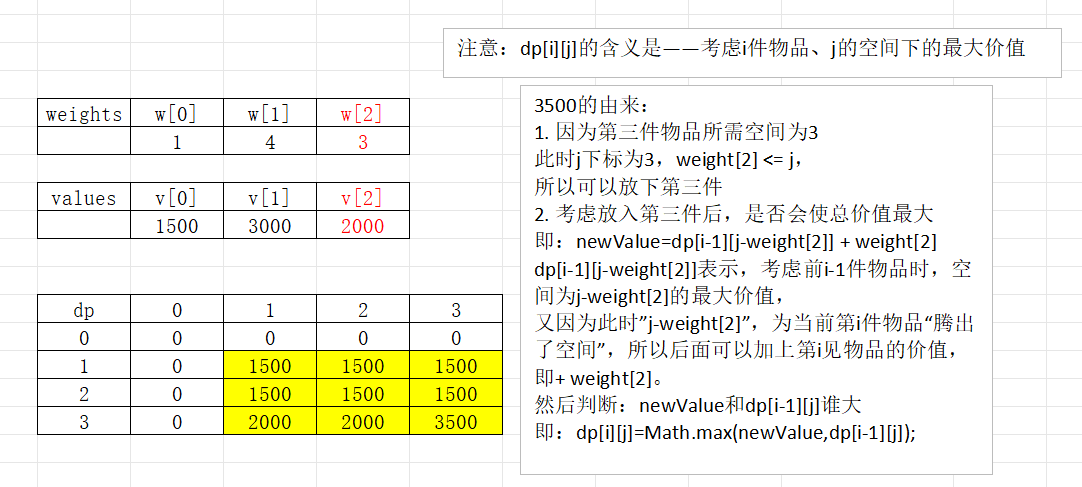 注意：dp[i][j]的含义是——考虑i件物品、j的空间下的最大价值
weights w[0] w[1] w[2]
1 4 3
values v[0] v[1] v[2]
1500 3000 2000
dp 0 1 2 3
0 0 0 0 0
1 0 1500 1500 1500
2 0 1500 1500 1500
3 0 2000 2000 3500
3500的由来：
1. 因为第三件物品所需空间为3
此时j下标为3，weight[2] <= j，
所以可以放下第三件
2. 考虑放入第三件后，是否会使总价值最大
即：newValue=dp[i-1][j-weight[2]] + weight[2]
dp[i-1][j-weight[2]]表示，考虑前i-1件物品时，空
间为j-weight[2]的最大价值，
又因为此时”j-weight[2]”，为当前第i件物品“腾出
了空间”，所以后面可以加上第i见物品的价值，
即+ weight[2]。
然后判断：newValue和dp[i-1][j]谁大
即：dp[i][j]=Math.max(newValue,dp[i-1][j]);